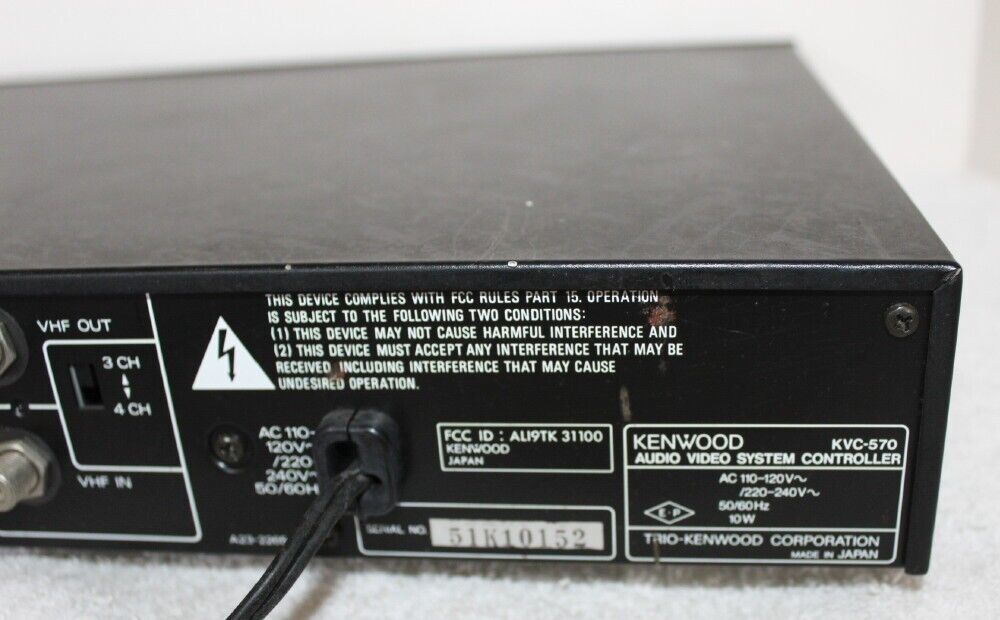 THIS DEVICE COMPLIES WITH FCC RULES PART 15. OPERATION
IS SUBJECT TO THE FOLLOWING TWO CONDITIONS:
(1) THIS DEVICE MAY NOT CAUSE HARMFUL INTERFERENCE AND
(2) THIS DEVICE MUST ACCEPT ANY INTERFERENCE THAT MAY BE
RECEIVED, INCLUDING INTERFERENCE THAT MAY CAUSE
UNDESIRED OPERATION.
VHF OUT
3 CH
4 CH
VHF IN
AC 110-
120V~
/220-
240V~
50/60H
FCC ID : ALI9TK 31100
KENWOOD
JAPAN
SERIAL NO.
51K10152
KENWOOD KVC-570
AUDIO VIDEO SYSTEM CONTROLLER
AC 110-120V~
/220-240V~
50/60Hz
10W
E-P
TRIO-KENWOOD CORPORATION
MADE IN JAPAN